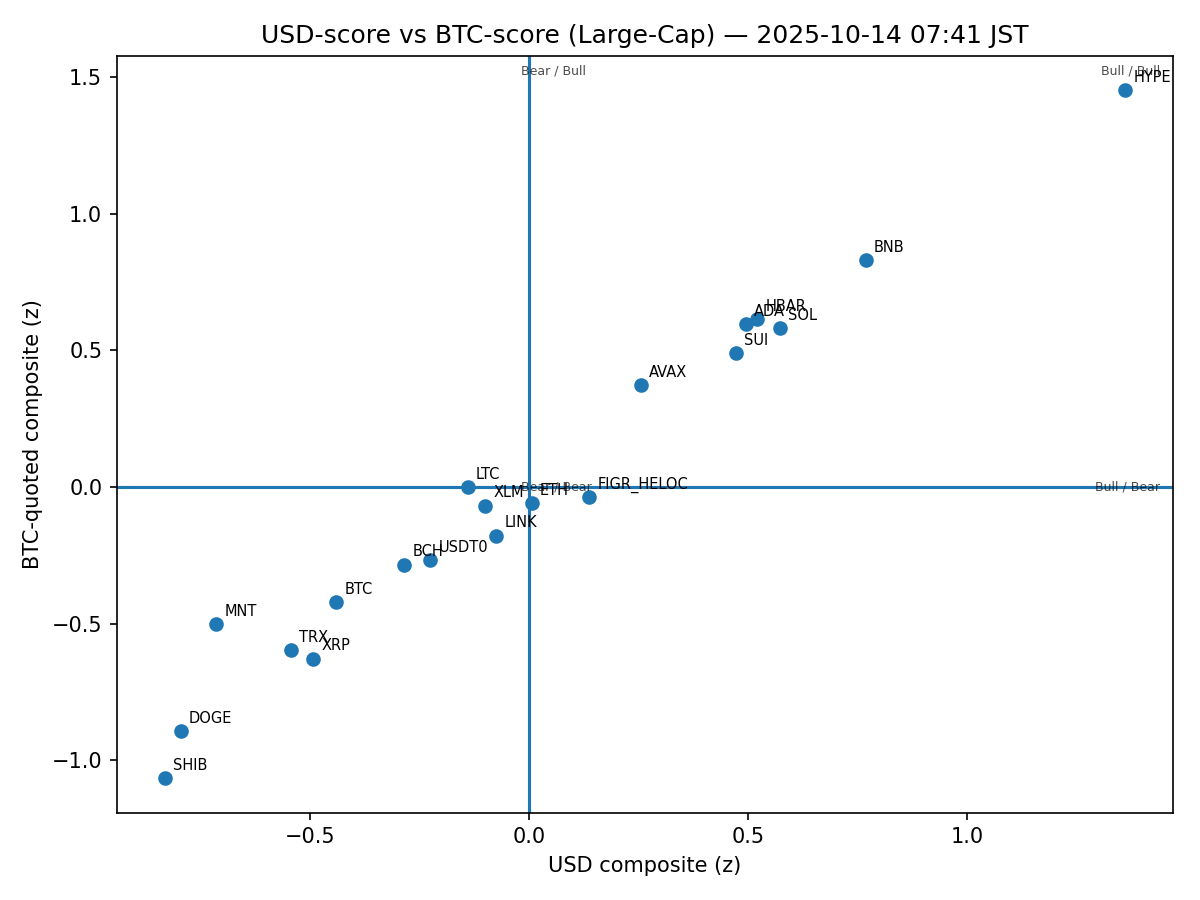 USD-score vs BTC-score (Large-Cap) — 2025-10-14 07:41 JST
Bear / Bull
Bull / Bull
HYPE
1.5
1.0
BNB
HBAR
ADA
SOL
SUI
0.5
AVAX
LTC
0.0
XLM
Bear / Bear
ETH
FIGR_HELOC
Bull / Bear
LINK
BCH
USDT0
BTC
−0.5
MNT
TRX
XRP
DOGE
−1.0
SHIB
−0.5
0.0
0.5
1.0
USD composite (z)
BTC-quoted composite (z)